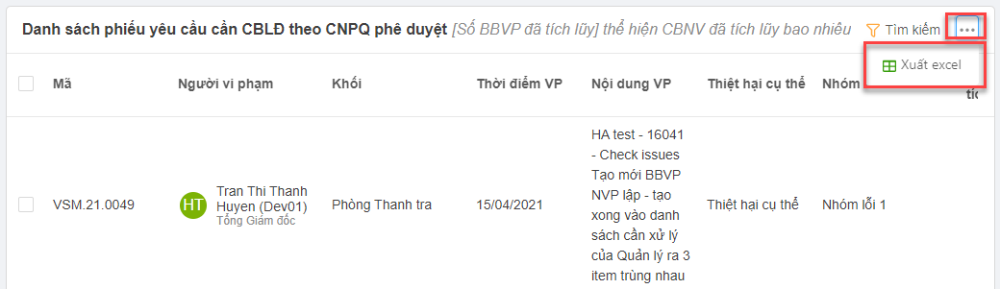 Danh sách phiếu yêu cầu cần CBLĐ theo CNPQ phê duyệt [Số BBVP đã tích lũy] thể hiện CBNV đã tích lũy bao nhiêu
Tìm kiếm
Xuất excel
Mã
Người vi phạm
Khối
Thời điểm VP
Nội dung VP
Thiệt hại cụ thể
Nhóm
VSM.21.0049
HT
Tran Thi Thanh
Huyen (Dev01)
Tổng Giám đốc
Phòng Thanh tra
15/04/2021
HA test - 16041
- Check issues
Tạo mới BBVP
NVP lập - tạo
xong vào danh
sách cần xử lý
của Quản lý ra 3
item trùng nhau
Thiệt hại cụ thể
Nhóm lỗi 1